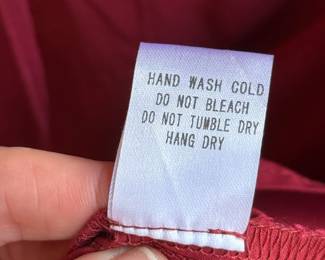 HAND WASH COLD
DO NOT BLEACH
DO NOT TUMBLE DRY
HANG DRY